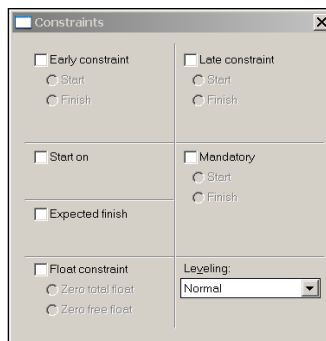 Constraints
Early constraint
Start
Finish
Late constraint
Start
Finish
Start on
Mandatory
Start
Finish
Expected finish
Float constraint
Zero total float
Zero free float
Leveling:
Normal